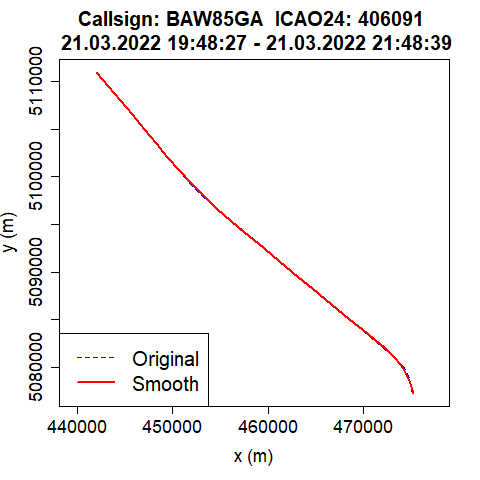 Callsign: BAW85GA  ICAO24: 406091
21.03.2022 19:48:27 - 21.03.2022 21:48:39
5110000
5100000
5090000
5080000
y (m)
Original
Smooth
440000 450000 460000 470000
x (m)